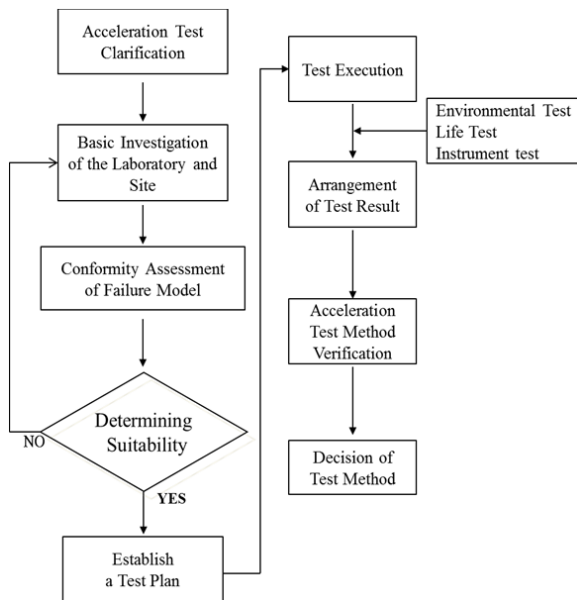 Acceleration Test
Clarification
Basic Investigation
of the Laboratory and
Site
Conformity Assessment
of Failure Model
Determining
Suitability
NO
YES
Establish
a Test Plan
Test Execution
Environmental Test
Life Test
Instrument test
Arrangement
of Test Result
Acceleration
Test Method
Verification
Decision of
Test Method